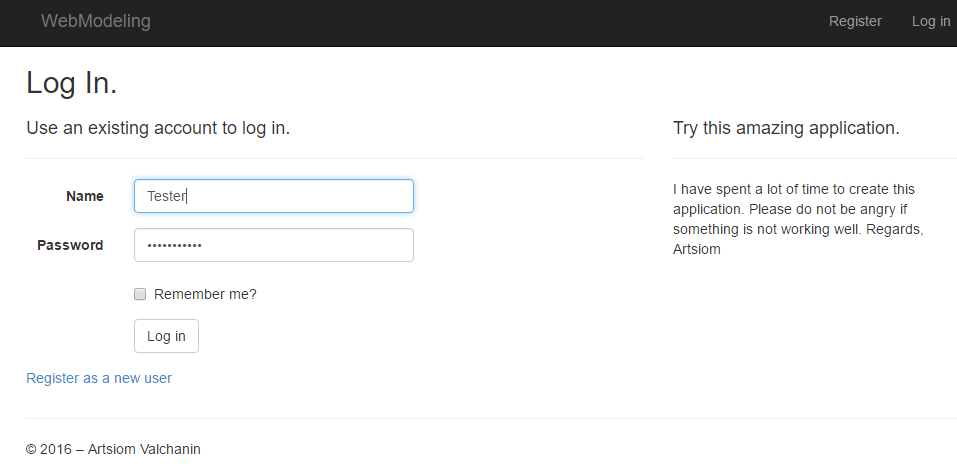 WebModeling
Register
Log in
Log In.
Use an existing account to log in.
Name
Tester
Password
•••••••••••
Remember me?
Log in
Register as a new user
Try this amazing application.
I have spent a lot of time to create this
application. Please do not be angry if
something is not working well. Regards,
Artsiom
© 2016 – Artsiom Valchanin